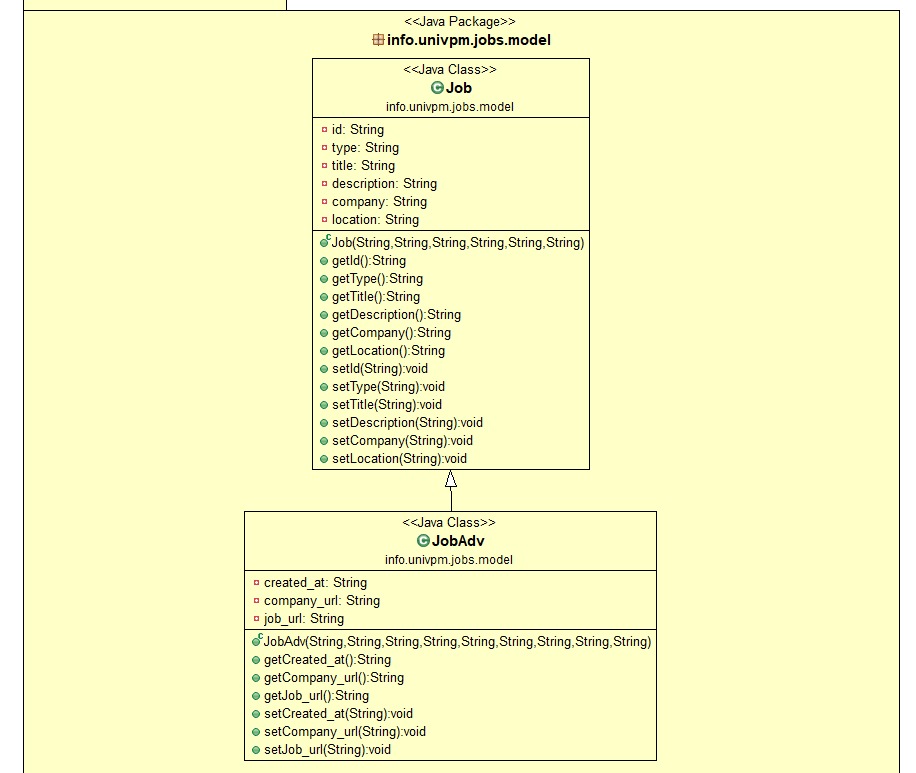 <<Java Package>>
info.univpm.jobs.model
<<Java Class>>
Job
info.univpm.jobs.model
id: String
type: String
title: String
description: String
company: String
location: String
Job(String,String,String,String,String,String)
getId():String
getType():String
getTitle():String
getDescription():String
getCompany():String
getLocation():String
setId(String):void
setType(String):void
setTitle(String):void
setDescription(String):void
setCompany(String):void
setLocation(String):void
<<Java Class>>
JobAdv
info.univpm.jobs.model
created_at: String
company_url: String
job_url: String
JobAdv(String,String,String,String,String,String,String,String,String)
getCreated_at():String
getCompany_url():String
getJob_url():String
setCreated_at(String):void
setCompany_url(String):void
setJob_url(String):void